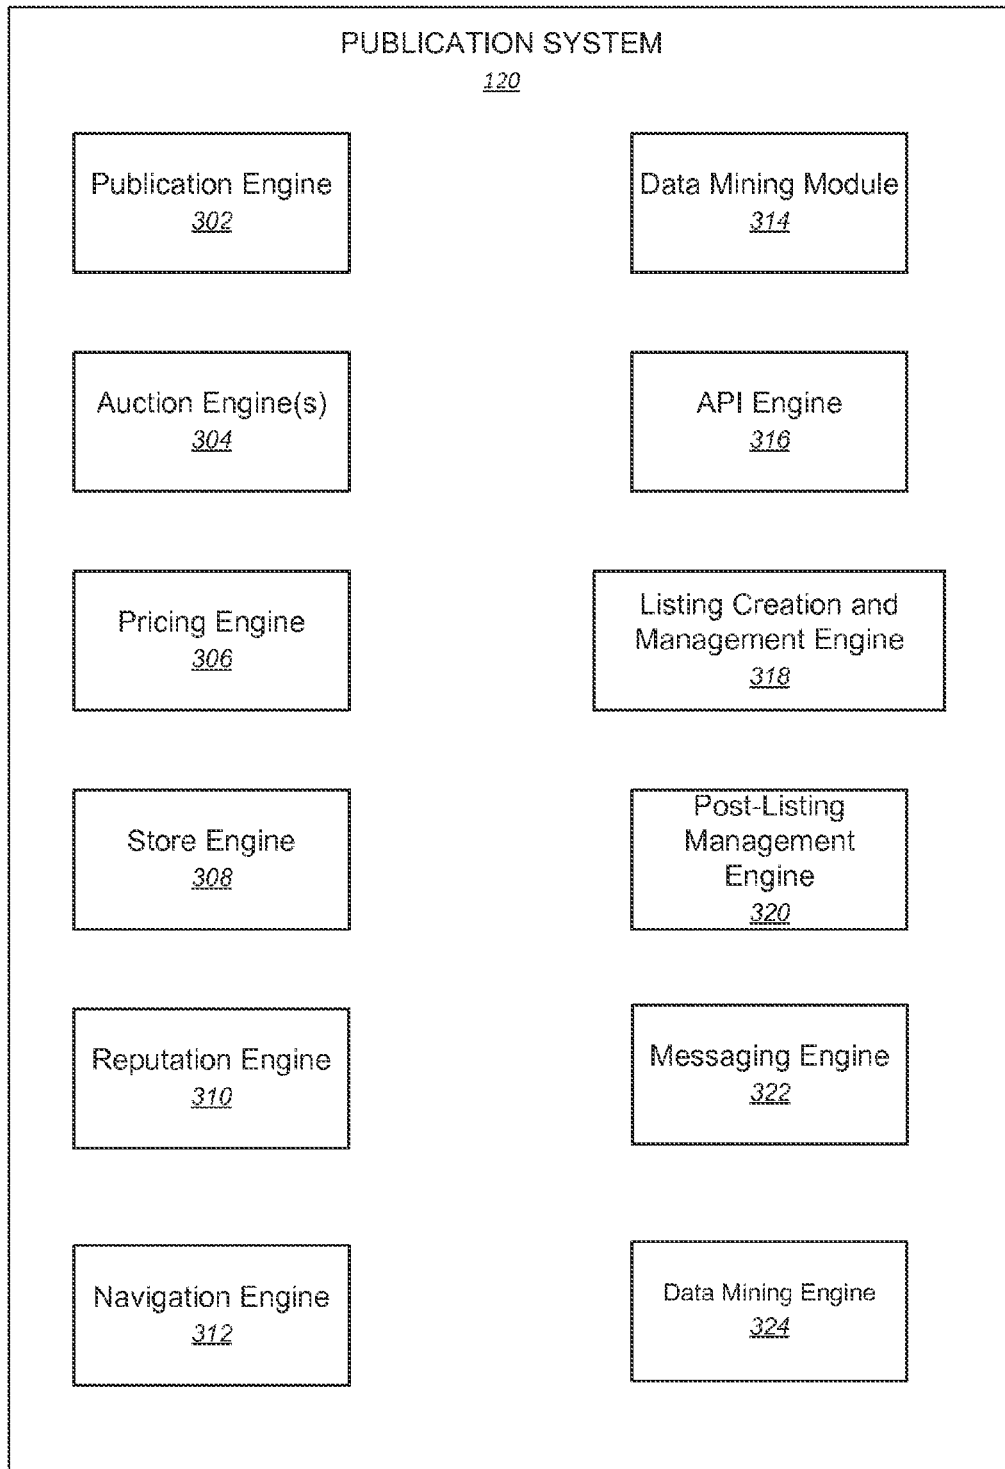 PUBLICATION SYSTEM
120
Publication Engine
302
Data Mining Module
314
Auction Engine(s)
304
API Engine
316
Pricing Engine
306
Listing Creation and
Management Engine
318
Store Engine
308
Post-Listing
Management
Engine
320
Reputation Engine
310
Messaging Engine
322
Navigation Engine
312
Data Mining Engine
324